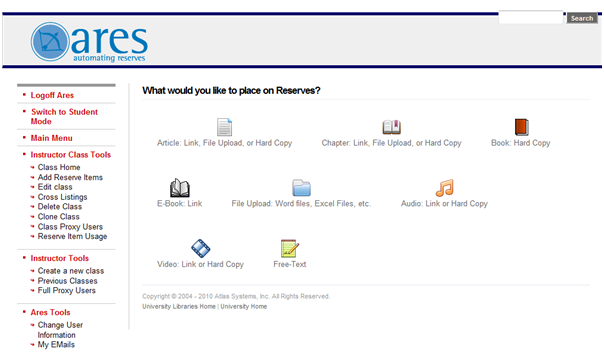 Search
ares
automating reserves
Logoff Ares
Switch to Student
Mode
Main Menu
Instructor Class Tools
Class Home
Add Reserve Items
Edit class
Cross Listings
Delete Class
Clone Class
Class Proxy Users
Reserve Item Usage
Instructor Tools
Create a new class
Previous Classes
Full Proxy Users
Ares Tools
Change User
Information
My EMails
What would you like to place on Reserves?
Article: Link, File Upload, or Hard Copy
Chapter: Link, File Upload, or Hard Copy
Book: Hard Copy
E-Book: Link
File Upload: Word files, Excel Files, etc.
Audio: Link or Hard Copy
Video: Link or Hard Copy
Free-Text
Copyright © 2004 - 2010 Atlas Systems, Inc. All Rights Reserved.
University Libraries Home | University Home